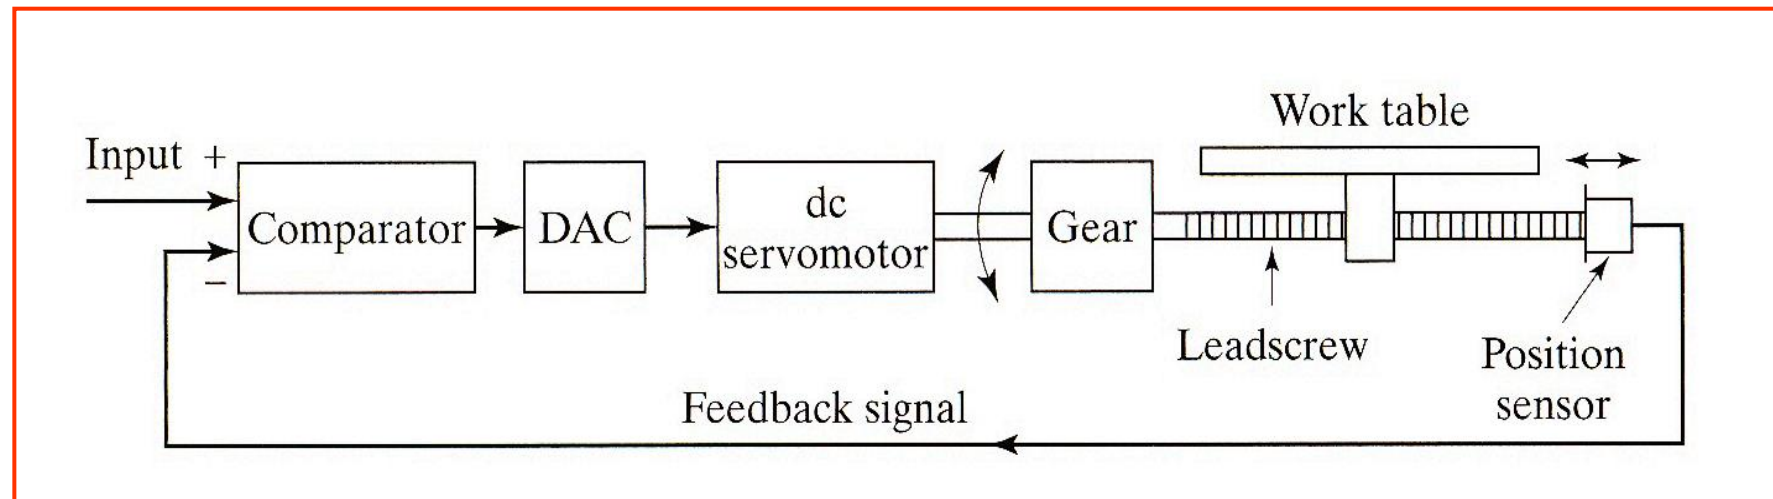 Work table
Input +
Comparator
DAC
dc
servomotor
Gear
−
Leadscrew
Position
sensor
Feedback signal